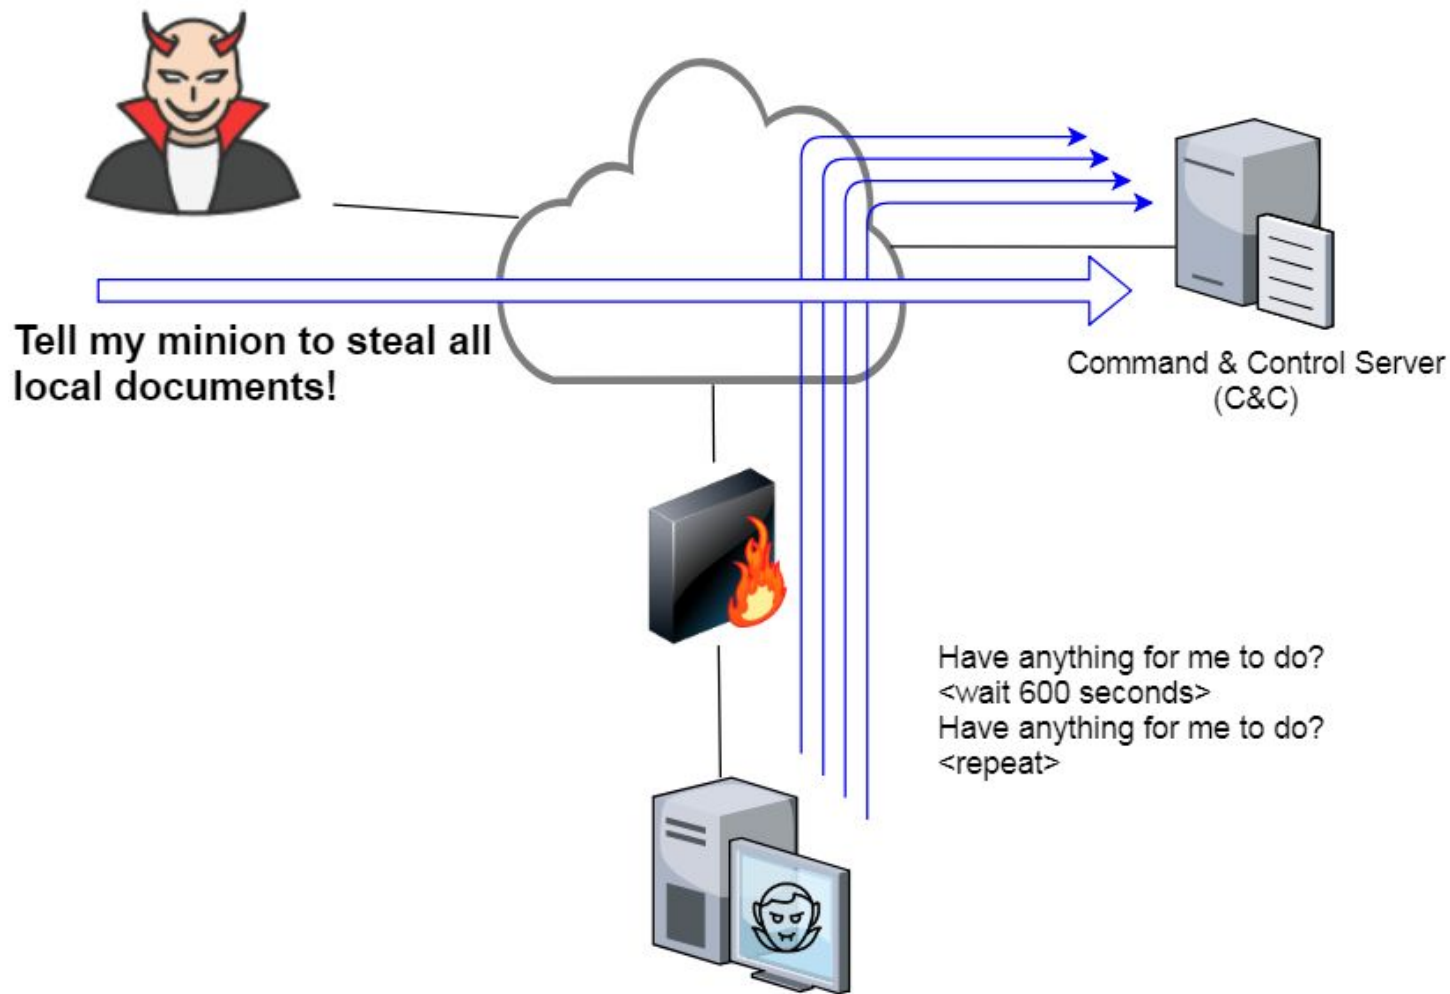 Tell my minion to steal all
local documents!
Command & Control Server
(C&C)
Have anything for me to do?
<wait 600 seconds>
Have anything for me to do?
<repeat>